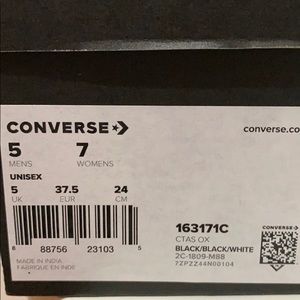 CONVERSE
converse.co
5 7
MENS WOMENS
UNISEX
5 37.5 24
UK EUR CM
8 88756 23103 5
163171C
CTAS OX
BLACK/BLACK/WHITE
2C-1809-M88
7ZPZZ44N00104
MADE IN INDIA
FABRIQUE EN INDE